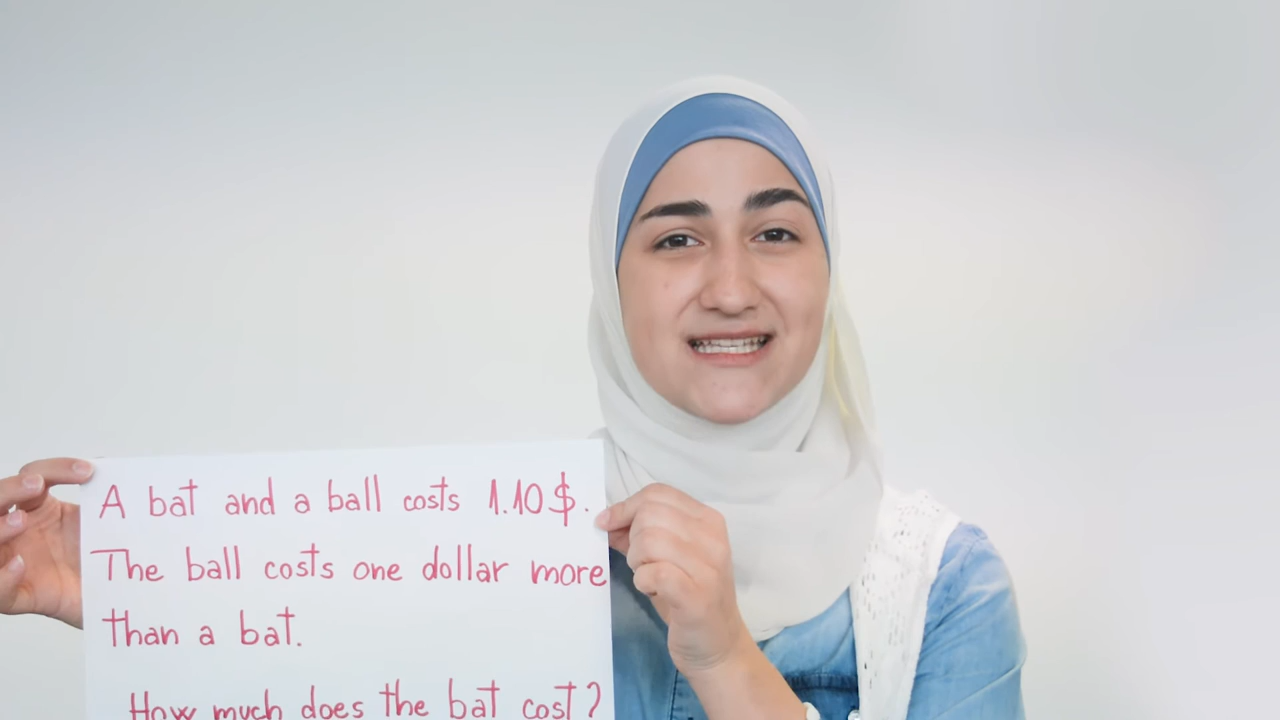 A bat and a ball costs 1.10$.
The ball costs one dollar more
than a bat.
How much does the bat cost?